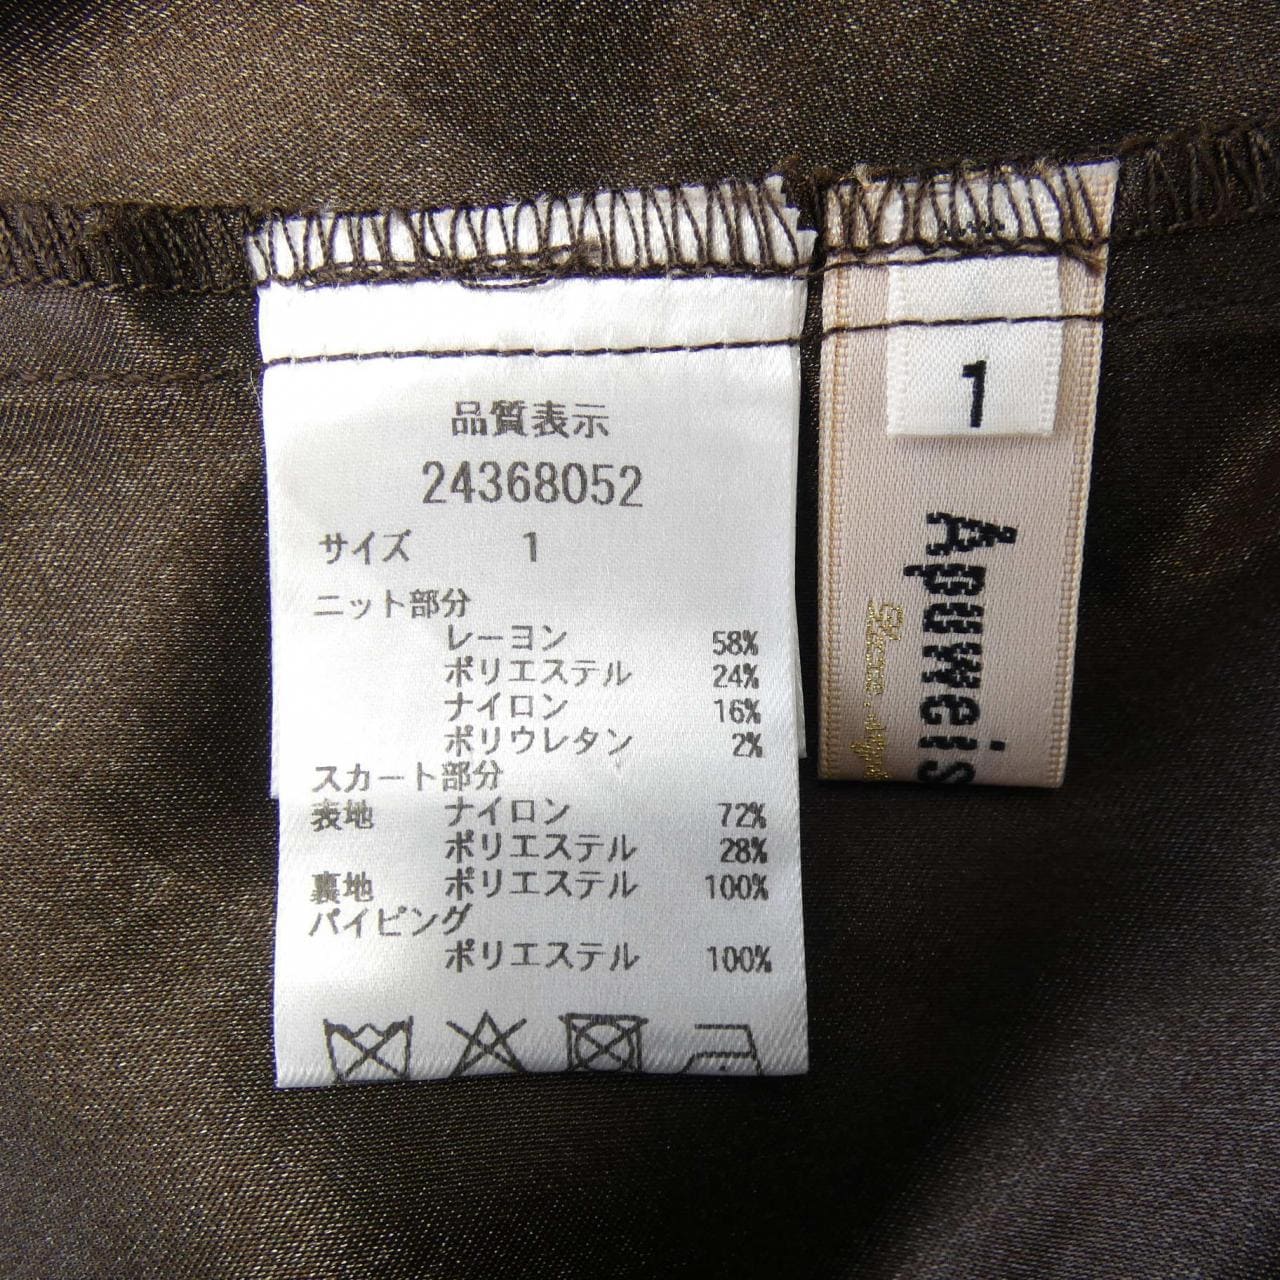 品質表示
24368052
サイズ 1
ニット部分
レーヨン 58%
ポリエステル 24%
ナイロン 16%
ポリウレタン 2%
スカート部分
表地 ナイロン 72%
ポリエステル 28%
裏地 ポリエステル 100%
パイピング
ポリエステル 100%
1
Apuweis